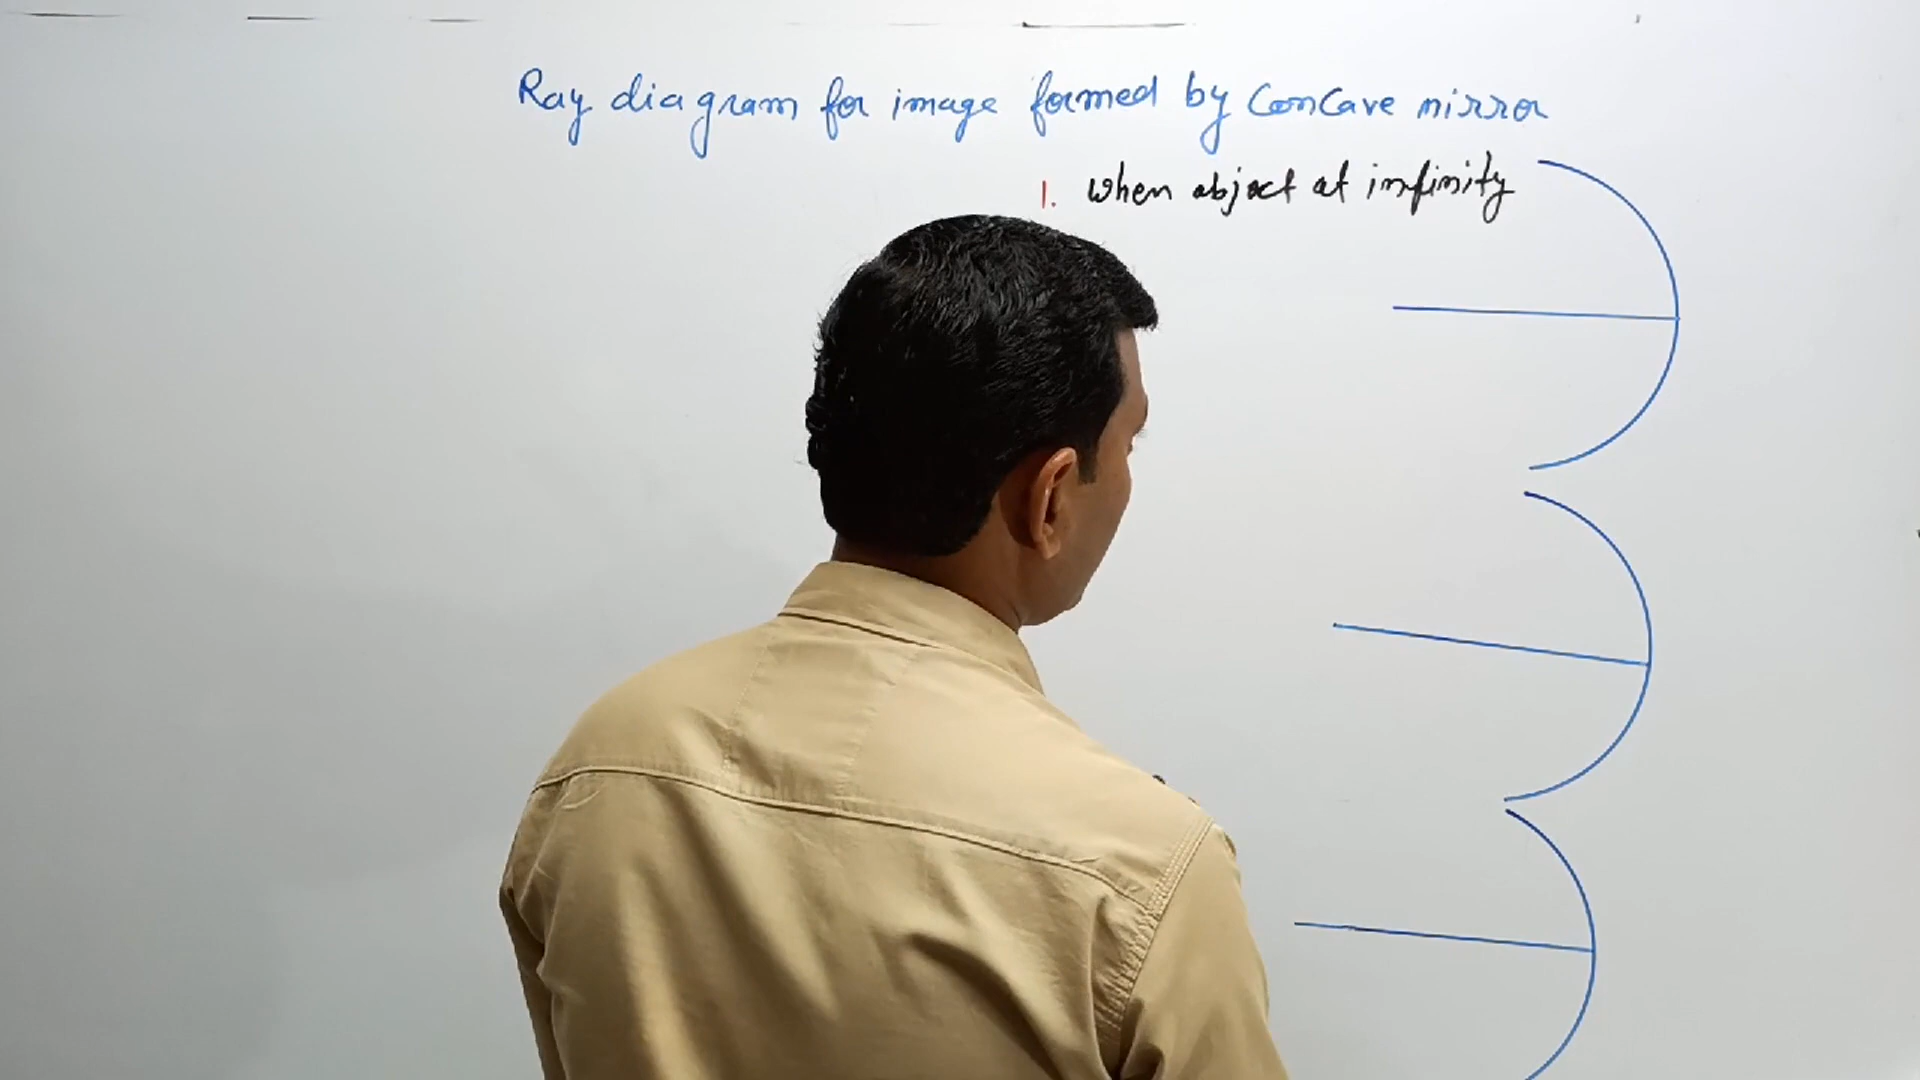 Ray diagram for image formed by Concave mirror
1. When object at infinity